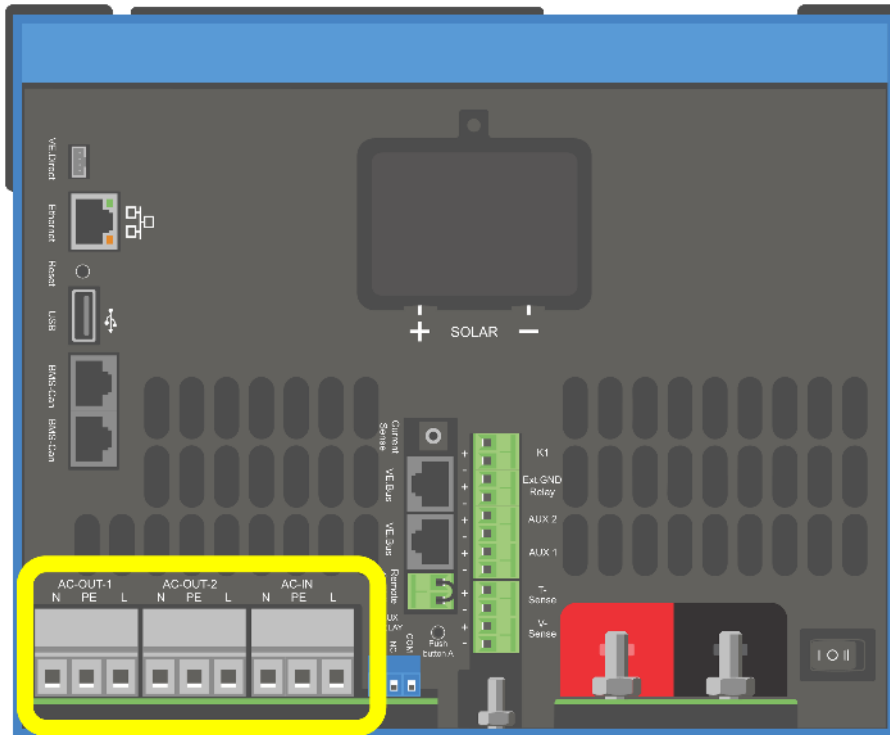 VE.Direct
Ethernet
Reset
USB
BMS-Can
BMS-Can
+ SOLAR −
Current
Sense
VE.Bus
VE.Bus
Remote
+
-
+
-
+
-
+
-
+
-
+
-
K1
Ext.GND
Relay
AUX 2
AUX 1
T-
Sense
V-
Sense
AC-OUT-1
N PE L
AC-OUT-2
N PE L
AC-IN
N PE L
NC
COM
Push
button A
I O II